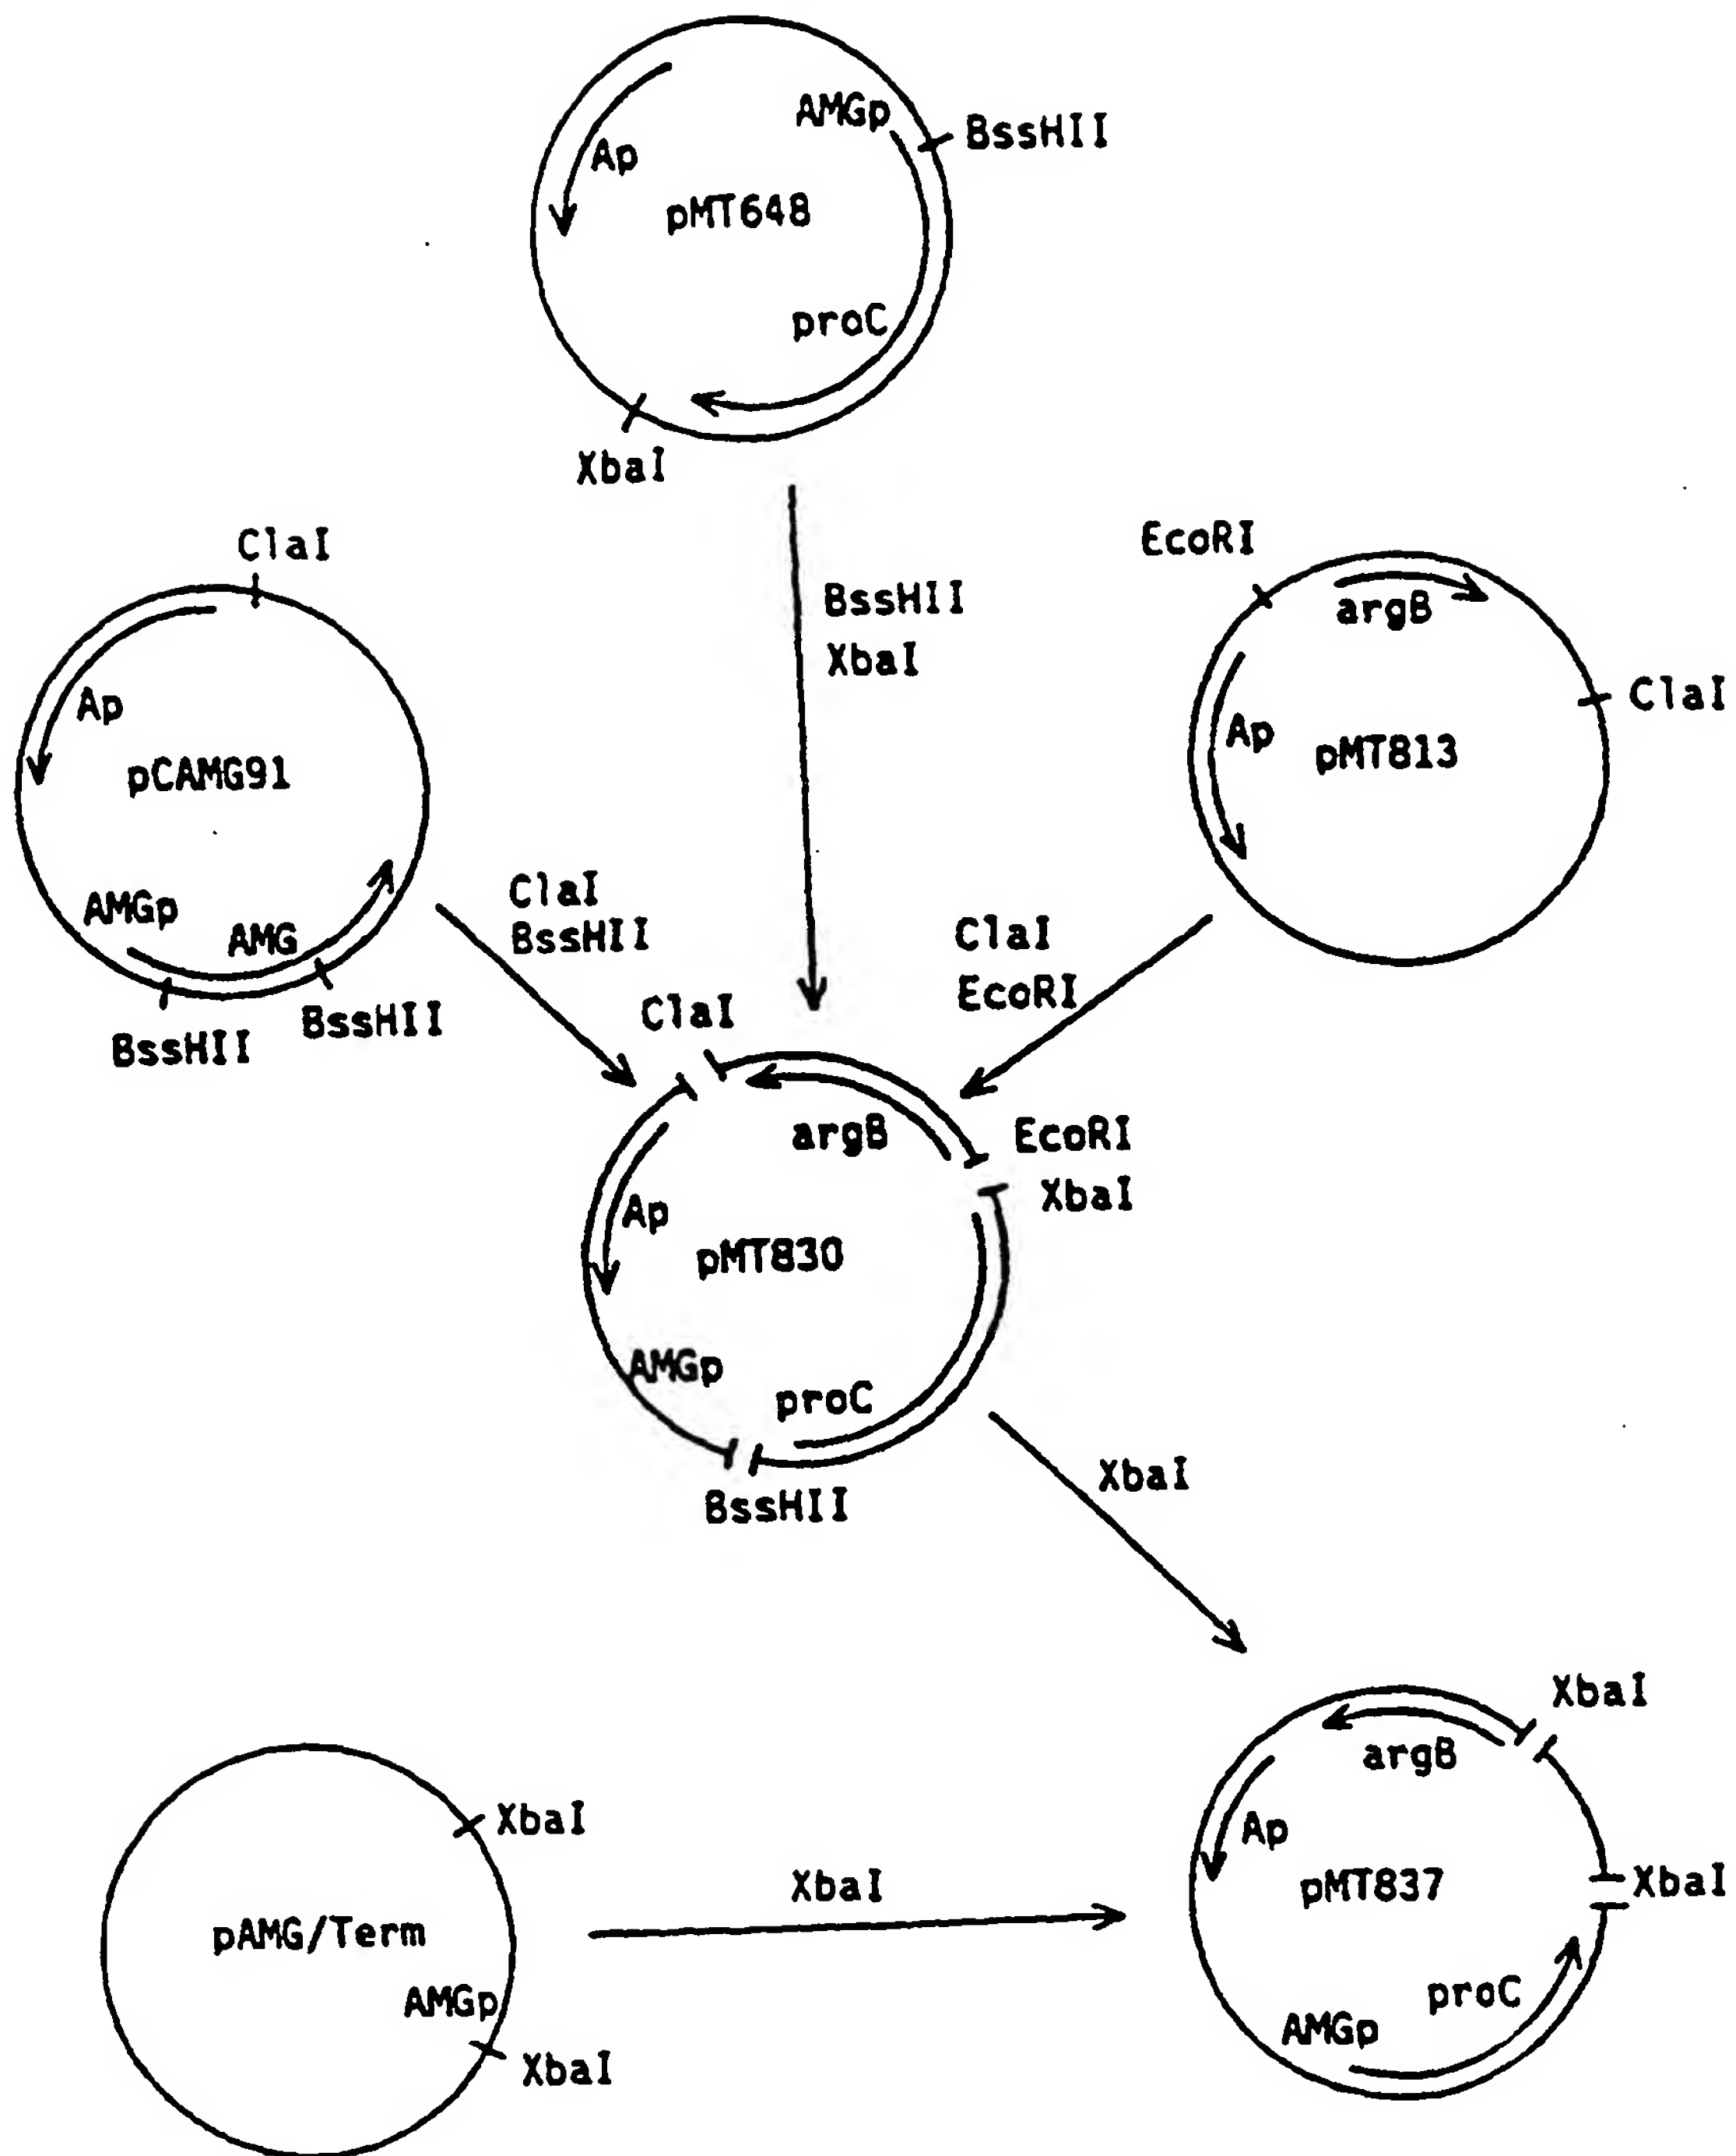 AMGp
BssHII
Ap
pMT648
proC
XbaI
ClaI
EcoRI
argB
BssHII
XbaI
ClaI
Ap
Ap
pCAMG91
pMT813
ClaI
BssHII
AMGp
AMG
ClaI
EcoRI
BssHII
BssHII
ClaI
argB
EcoRI
XbaI
Ap
pMT830
AMGp
proC
XbaI
BssHII
XbaI
argB
XbaI
Ap
XbaI
pMT837
XbaI
pAMG/Term
AMGp
proC
AMGp
XbaI